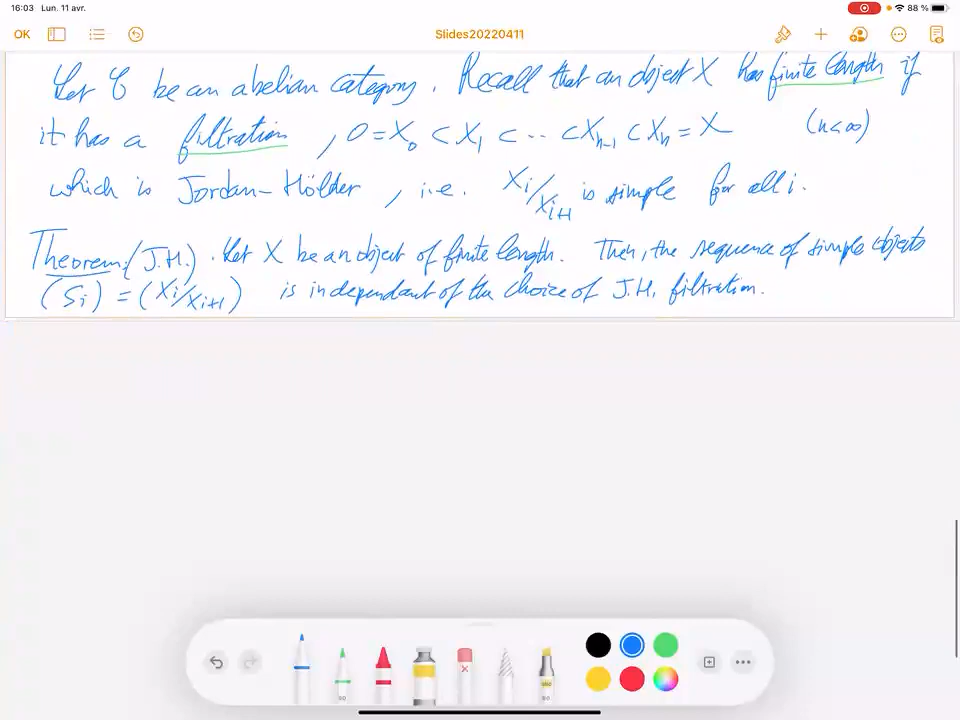 16:03 Lun. 11 avr.
88 %
OK
Slides20220411
Let C be an abelian category. Recall that an object X has finite length if
it has a filtration, 0 = X₀ ⊂ X₁ ⊂ ... ⊂ Xₙ₋₁ ⊂ Xₙ = X (n<∞)
which is Jordan-Hölder, i.e. Xᵢ/Xᵢ₊₁ is simple for all i.
Theorem: (J.H.). Let X be an object of finite length. Then, the sequence of simple objects
(Sᵢ) = (Xᵢ/Xᵢ₊₁) is independant of the choice of J.H. filtration.